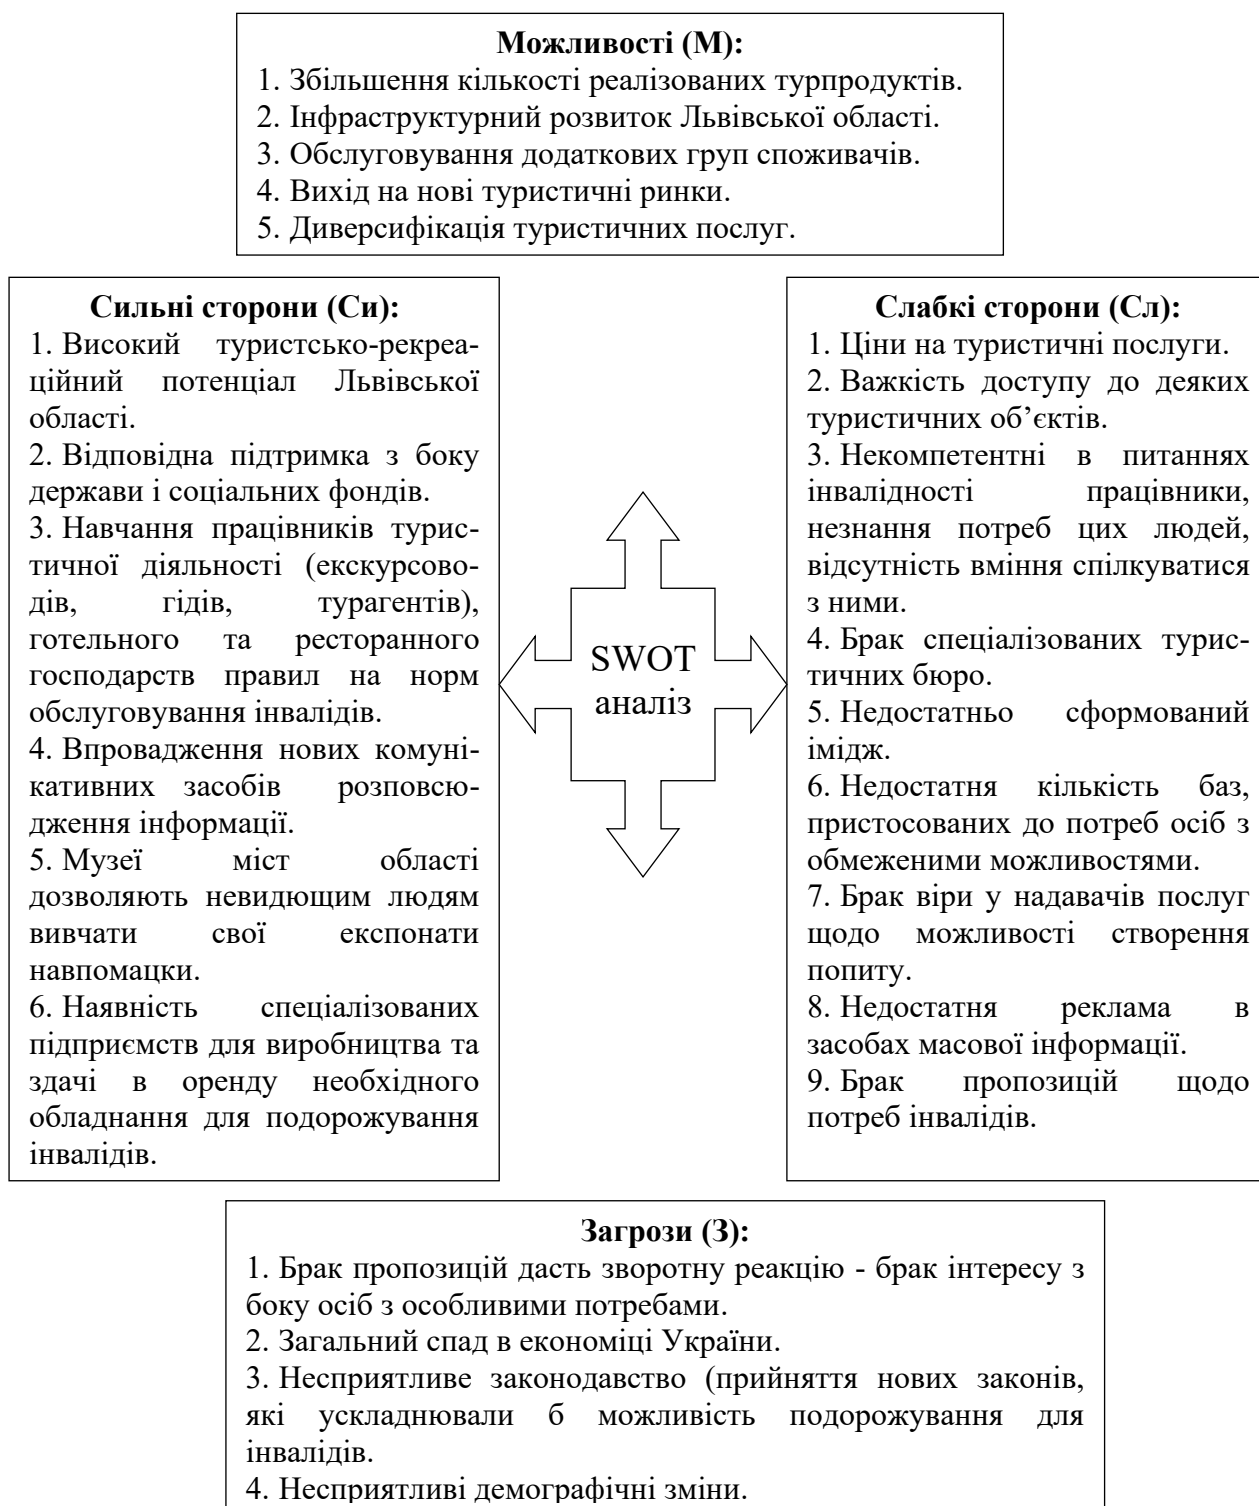 Можливості (М):
1. Збільшення кількості реалізованих турпродуктів.
2. Інфраструктурний розвиток Львівської області.
3. Обслуговування додаткових груп споживачів.
4. Вихід на нові туристичні ринки.
5. Диверсифікація туристичних послуг.
Сильні сторони (Си):
1. Високий туристсько-рекреа-
ційний потенціал Львівської
області.
2. Відповідна підтримка з боку
держави і соціальних фондів.
3. Навчання працівників турис-
тичної діяльності (екскурсово-
дів, гідів, турагентів),
готельного та ресторанного
господарств правил на норм
обслуговування інвалідів.
4. Впровадження нових комуні-
кативних засобів розповсю-
дження інформації.
5. Музеї міст області
дозволяють невидющим людям
вивчати свої експонати
навпомацки.
6. Наявність спеціалізованих
підприємств для виробництва та
здачі в оренду необхідного
обладнання для подорожування
інвалідів.
SWOT
аналіз
Слабкі сторони (Сл):
1. Ціни на туристичні послуги.
2. Важкість доступу до деяких
туристичних об’єктів.
3. Некомпетентні в питаннях
інвалідності працівники,
незнання потреб цих людей,
відсутність вміння спілкуватися
з ними.
4. Брак спеціалізованих турис-
тичних бюро.
5. Недостатньо сформований
імідж.
6. Недостатня кількість баз,
пристосованих до потреб осіб з
обмеженими можливостями.
7. Брак віри у надавачів послуг
щодо можливості створення
попиту.
8. Недостатня реклама в
засобах масової інформації.
9. Брак пропозицій щодо
потреб інвалідів.
Загрози (З):
1. Брак пропозицій дасть зворотну реакцію - брак інтересу з
боку осіб з особливими потребами.
2. Загальний спад в економіці України.
3. Несприятливе законодавство (прийняття нових законів,
які ускладнювали б можливість подорожування для
інвалідів.
4. Несприятливі демографічні зміни.